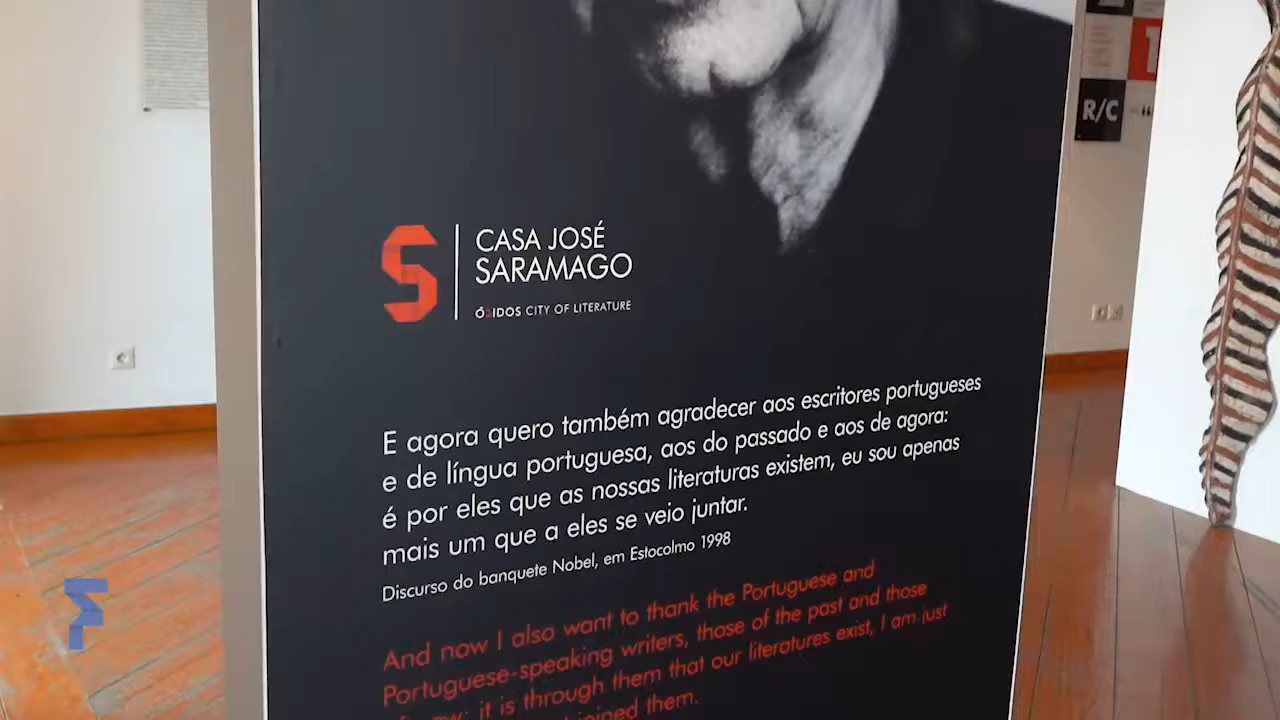 R/C
1
S
CASA JOSÉ
SARAMAGO
ÓBIDOS CITY OF LITERATURE
E agora quero também agradecer aos escritores portugueses
e de língua portuguesa, aos do passado e aos de agora:
é por eles que as nossas literaturas existem, eu sou apenas
mais um que a eles se veio juntar.
Discurso do banquete Nobel, em Estocolmo 1998
And now I also want to thank the Portuguese and
Portuguese-speaking writers, those of the past and those
it is through them that our literatures exist, I am just
joined them.